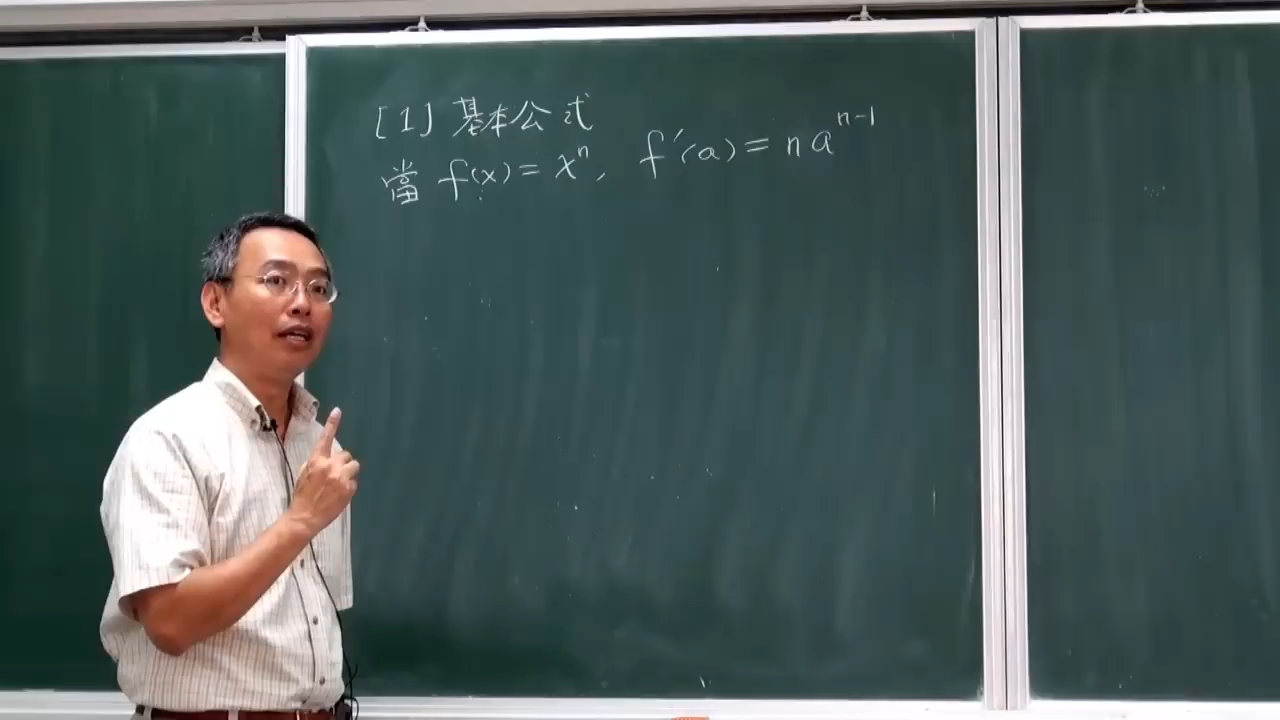 [1] 基本公式
當 f(x) = xⁿ, f'(a) = n aⁿ⁻¹